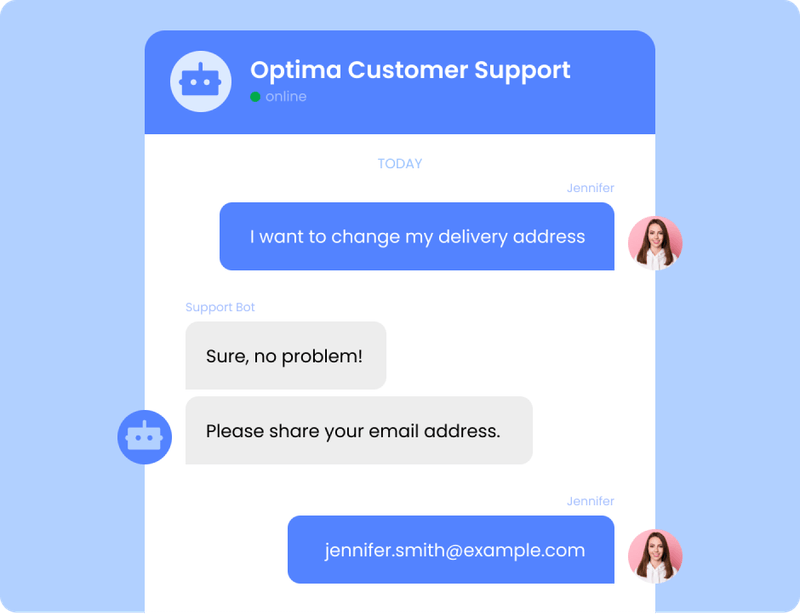 Optima Customer Support
online
TODAY
Jennifer
I want to change my delivery address
Support Bot
Sure, no problem!
Please share your email address.
Jennifer
jennifer.smith@example.com